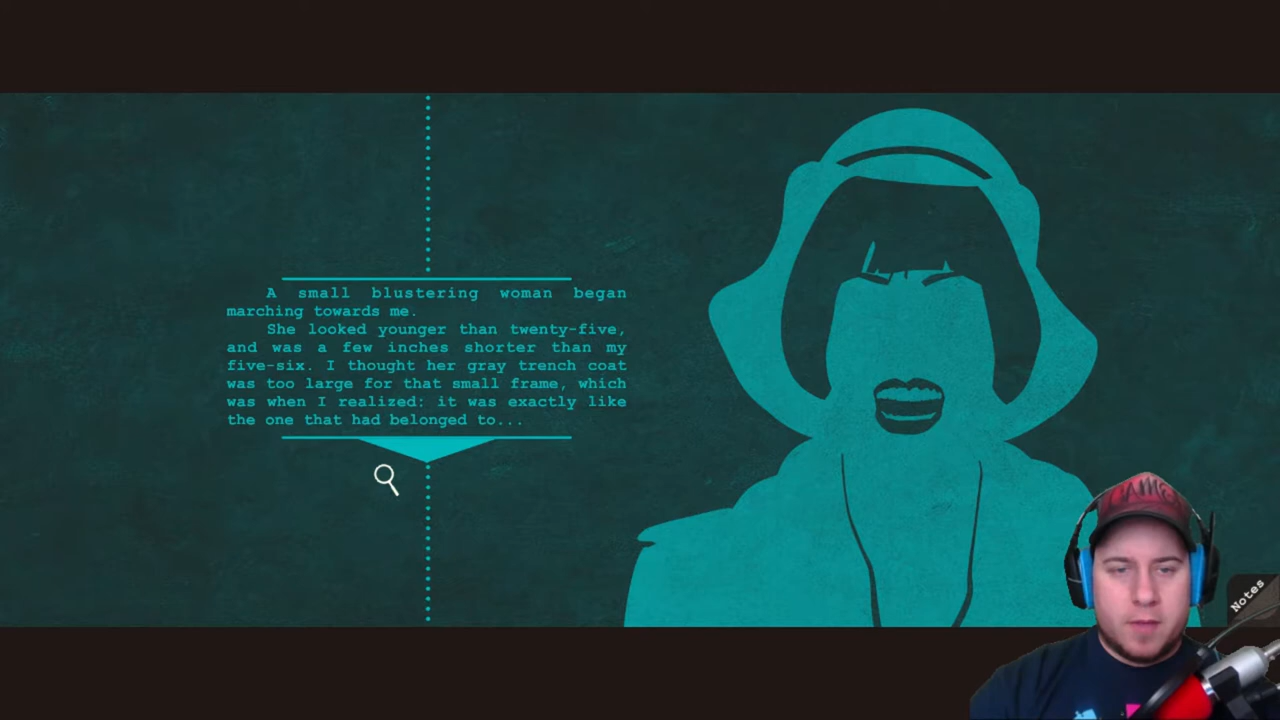 A small blustering woman began
marching towards me.
She looked younger than twenty-five,
and was a few inches shorter than my
five-six. I thought her gray trench coat
was too large for that small frame, which
was when I realized: it was exactly like
the one that had belonged to...
Notes